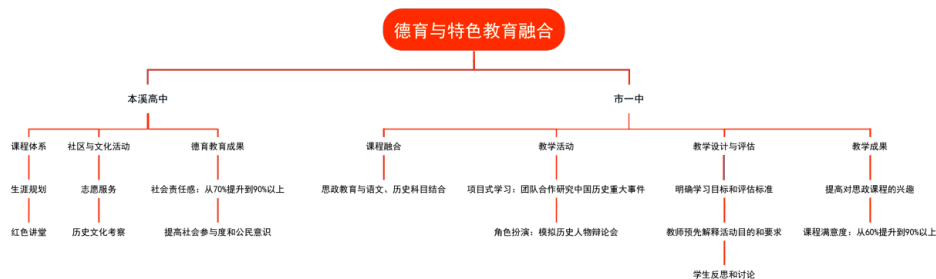 德育与特色教育融合
本溪高中
市一中
课程体系
社区与文化活动
德育教育成果
课程融合
教学活动
教学设计与评估
教学成果
生涯规划
志愿服务
社会责任感：从70%提升到90%以上
思政教育与语文、历史科目结合
项目式学习：团队合作研究中国历史重大事件
明确学习目标和评估标准
提高对思政课程的兴趣
红色讲堂
历史文化考察
提高社会参与度和公民意识
角色扮演：模拟历史人物辩论会
教师预先解释活动目的和要求
课程满意度：从60%提升到90%以上
学生反思和讨论